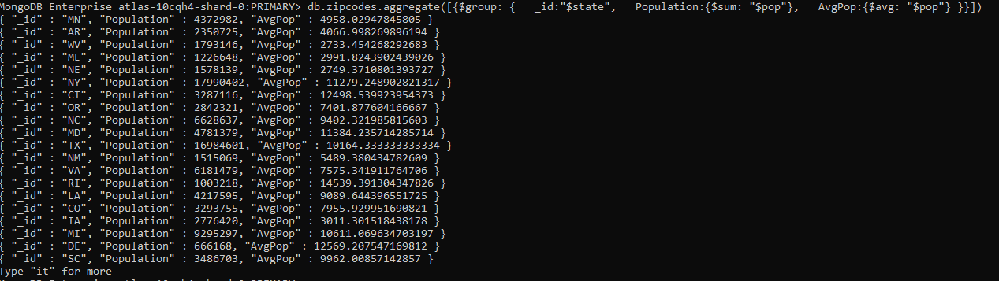 MongoDB Enterprise atlas-10cqh4-shard-0:PRIMARY> db.zipcodes.aggregate([{$group: {   _id:"$state",   Population:{$sum: "$pop"},   AvgPop:{$avg: "$pop"} }}])
{ "_id" : "MN", "Population" : 4372982, "AvgPop" : 4958.02947845805 }
{ "_id" : "AR", "Population" : 2350725, "AvgPop" : 4066.998269896194 }
{ "_id" : "WV", "Population" : 1793146, "AvgPop" : 2733.454268292683 }
{ "_id" : "ME", "Population" : 1226648, "AvgPop" : 2991.8243902439026 }
{ "_id" : "NE", "Population" : 1578139, "AvgPop" : 2749.3710801393727 }
{ "_id" : "NY", "Population" : 17990402, "AvgPop" : 11279.248902821317 }
{ "_id" : "CT", "Population" : 3287116, "AvgPop" : 12498.539923954373 }
{ "_id" : "OR", "Population" : 2842321, "AvgPop" : 7401.877604166667 }
{ "_id" : "NC", "Population" : 6628637, "AvgPop" : 9402.321985815603 }
{ "_id" : "MD", "Population" : 4781379, "AvgPop" : 11384.235714285714 }
{ "_id" : "TX", "Population" : 16984601, "AvgPop" : 10164.333333333334 }
{ "_id" : "NM", "Population" : 1515069, "AvgPop" : 5489.380434782609 }
{ "_id" : "VA", "Population" : 6181479, "AvgPop" : 7575.341911764706 }
{ "_id" : "RI", "Population" : 1003218, "AvgPop" : 14539.391304347826 }
{ "_id" : "LA", "Population" : 4217595, "AvgPop" : 9089.644396551725 }
{ "_id" : "CO", "Population" : 3293755, "AvgPop" : 7955.929951690821 }
{ "_id" : "IA", "Population" : 2776420, "AvgPop" : 3011.301518438178 }
{ "_id" : "MI", "Population" : 9295297, "AvgPop" : 10611.069634703197 }
{ "_id" : "DE", "Population" : 666168, "AvgPop" : 12569.207547169812 }
{ "_id" : "SC", "Population" : 3486703, "AvgPop" : 9962.00857142857 }
Type "it" for more